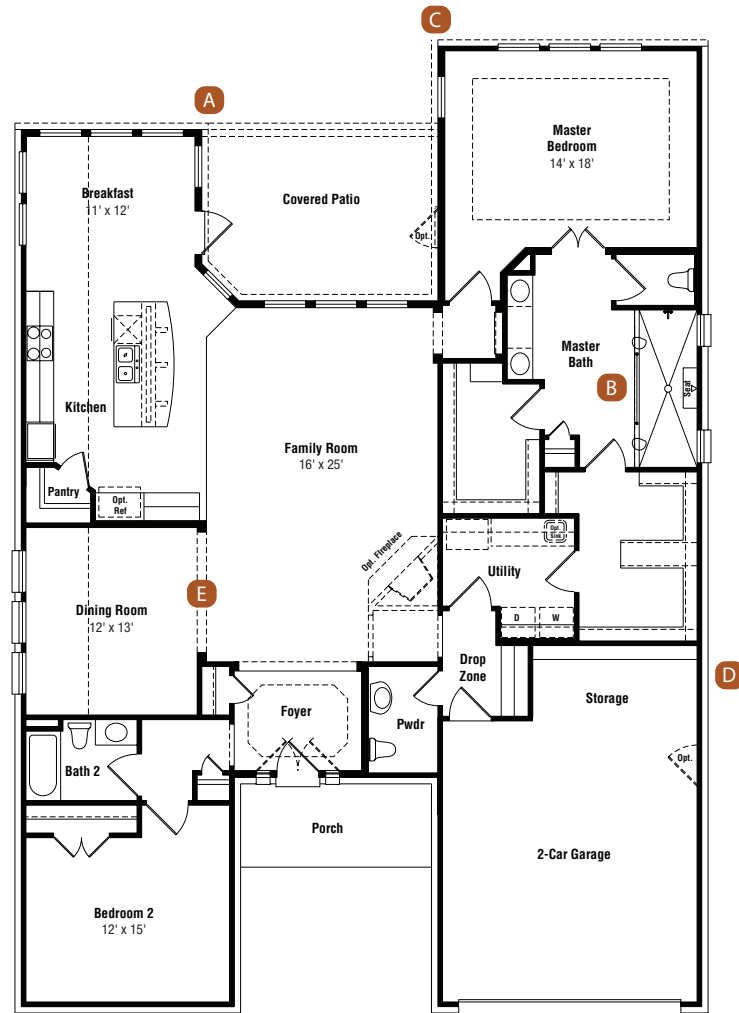 C
A
Master
Bedroom
14' x 18'
Breakfast
11' x 12'
Covered Patio
Opt.
Master
Bath
B
Seat
Kitchen
Family Room
16' x 25'
Pantry
Opt.
Ref
Opt. Fireplace
Opt.
Sink
Utility
E
Dining Room
12' x 13'
D
W
Drop
Zone
D
Storage
Foyer
Pwdr
Opt.
Bath 2
Porch
2-Car Garage
Bedroom 2
12' x 15'